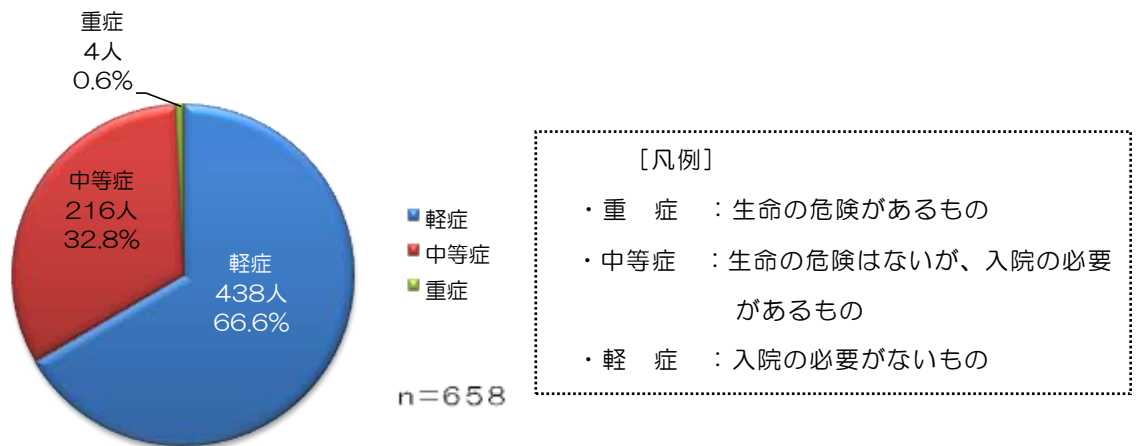 重症
4人
0.6%
中等症
216人
32.8%
軽症
438人
66.6%
軽症
中等症
重症
n=658
[凡例]
・重　症　：生命の危険があるもの
・中等症　：生命の危険はないが、入院の必要
があるもの
・軽　症　：入院の必要がないもの